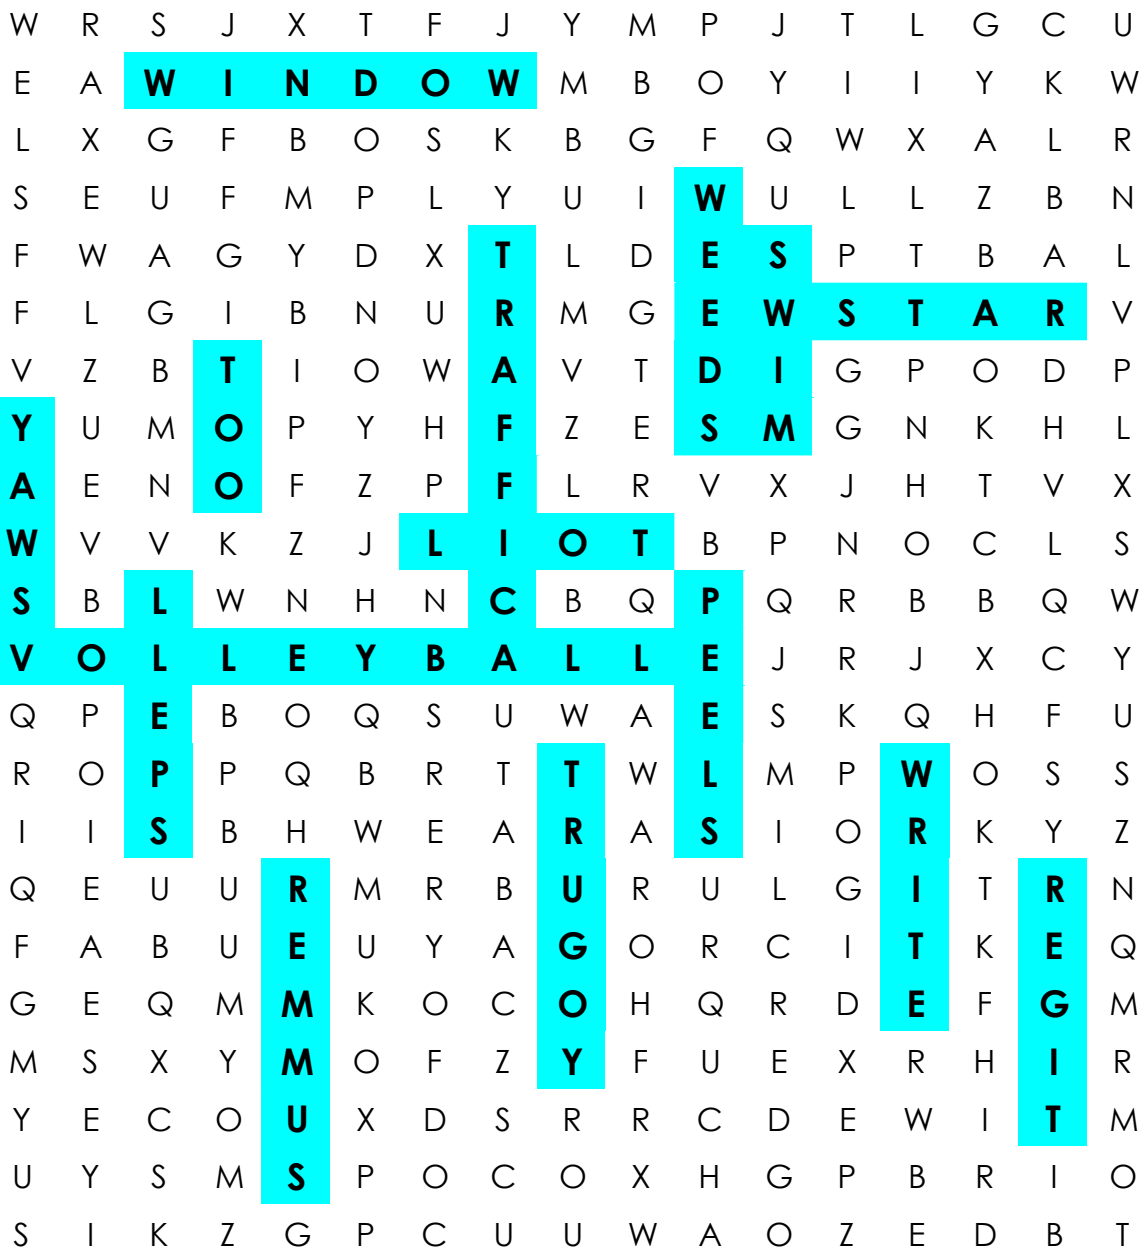 W R S J X T F J Y M P J T L G C U
E A W I N D O W M B O Y I I Y K W
L X G F B O S K B G F Q W X A L R
S E U F M P L Y U I W U L L Z B N
F W A G Y D X T L D E S P T B A L
F L G I B N U R M G E W S T A R V
V Z B T I O W A V T D I G P O D P
Y U M O P Y H F Z E S M G N K H L
A E N O F Z P F L R V X J H T V X
W V V K Z J L I O T B P N O C L S
S B L W N H N C B Q P Q R B B Q W
V O L L E Y B A L L E J R J X C Y
Q P E B O Q S U W A E S K Q H F U
R O P P Q B R T T W L M P W O S S
I I S B H W E A R A S I O R K Y Z
Q E U U R M R B U R U L G I T R N
F A B U E U Y A G O R C I T K E Q
G E Q M M K O C O H Q R D E F G M
M S X Y M O F Z Y F U E X R H I R
Y E C O U X D S R R C D E W I T M
U Y S M S P O C O X H G P B R I O
S I K Z G P C U U W A O Z E D B T